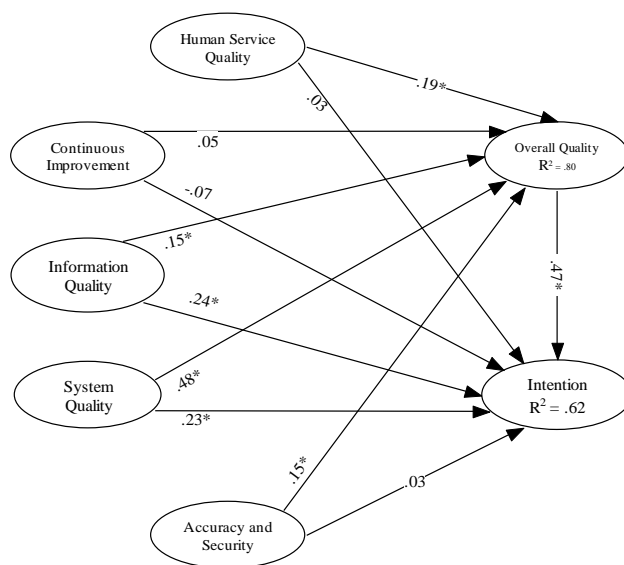 Human Service
Quality
.19*
.03
Continuous
Improvement
.05
Overall Quality
R² = .80
-.07
.15*
Information
Quality
.24*
.47*
System
Quality
.48*
.23*
Intention
R² = .62
.15*
.03
Accuracy and
Security